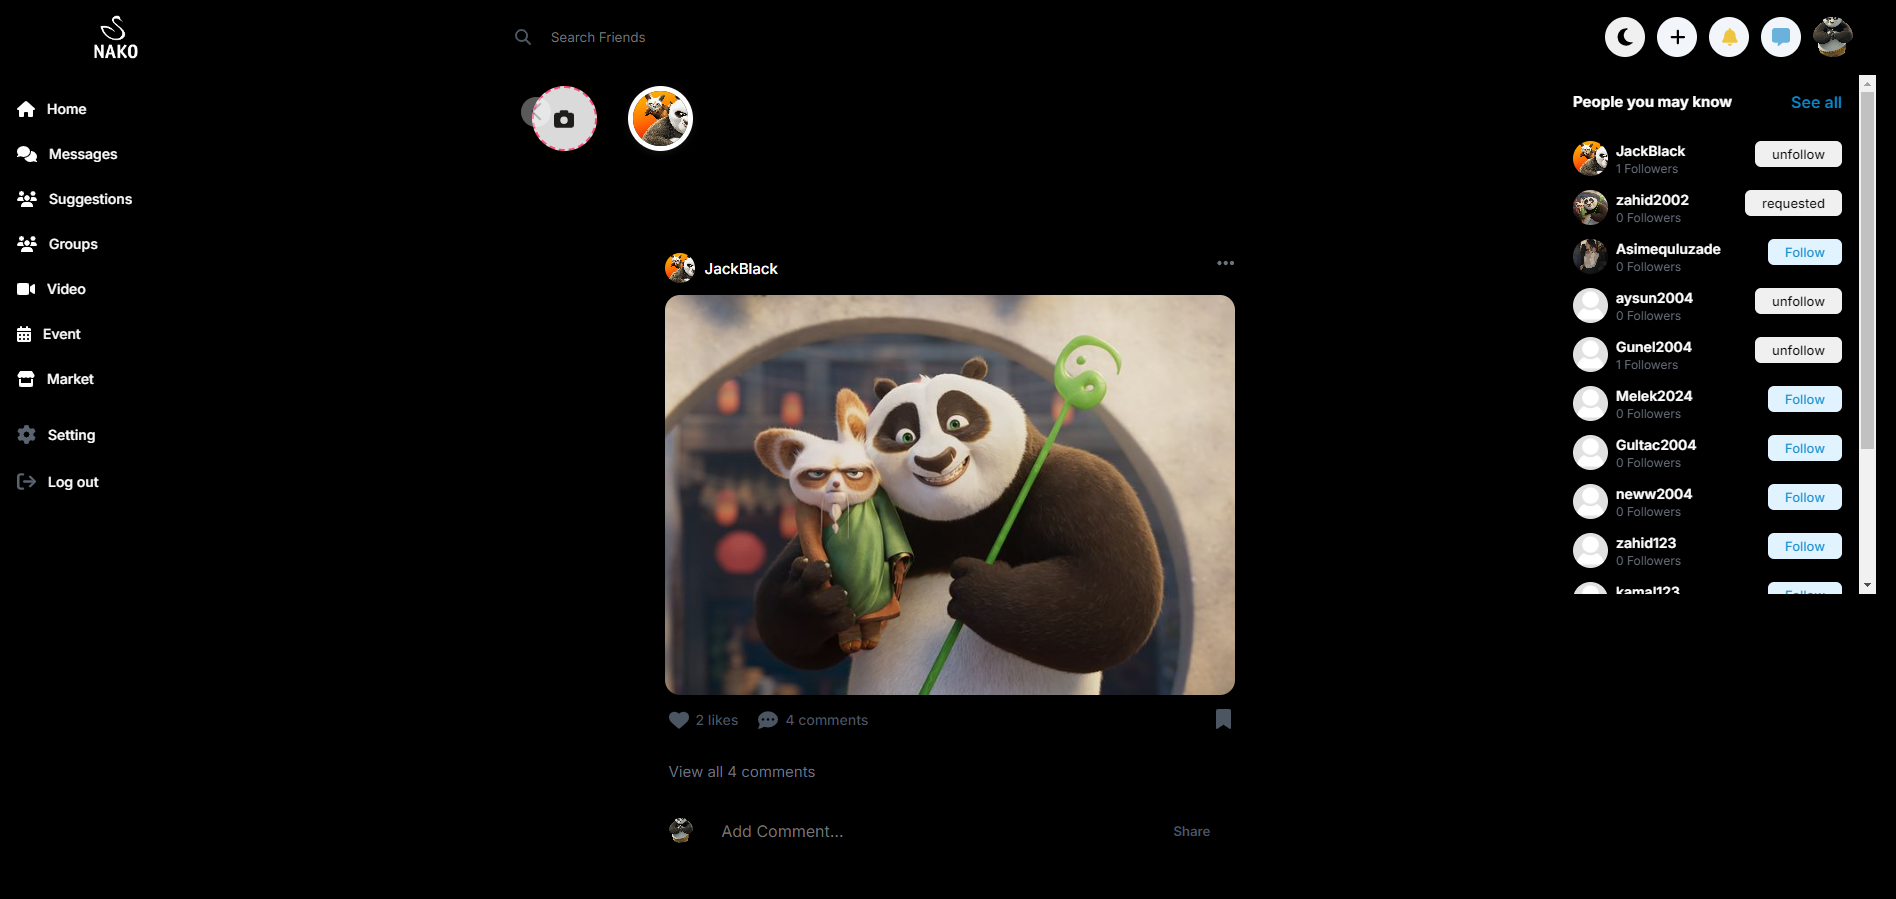 NAKO
Search Friends
Home
Messages
Suggestions
Groups
Video
Event
Market
Setting
Log out
JackBlack
2 likes
4 comments
View all 4 comments
Add Comment...
Share
People you may know
See all
JackBlack
1 Followers
unfollow
zahid2002
0 Followers
requested
Asimequluzade
0 Followers
Follow
aysun2004
0 Followers
unfollow
Gunel2004
1 Followers
unfollow
Melek2024
0 Followers
Follow
Gultac2004
0 Followers
Follow
neww2004
0 Followers
Follow
zahid123
0 Followers
Follow
kamal123
Follow